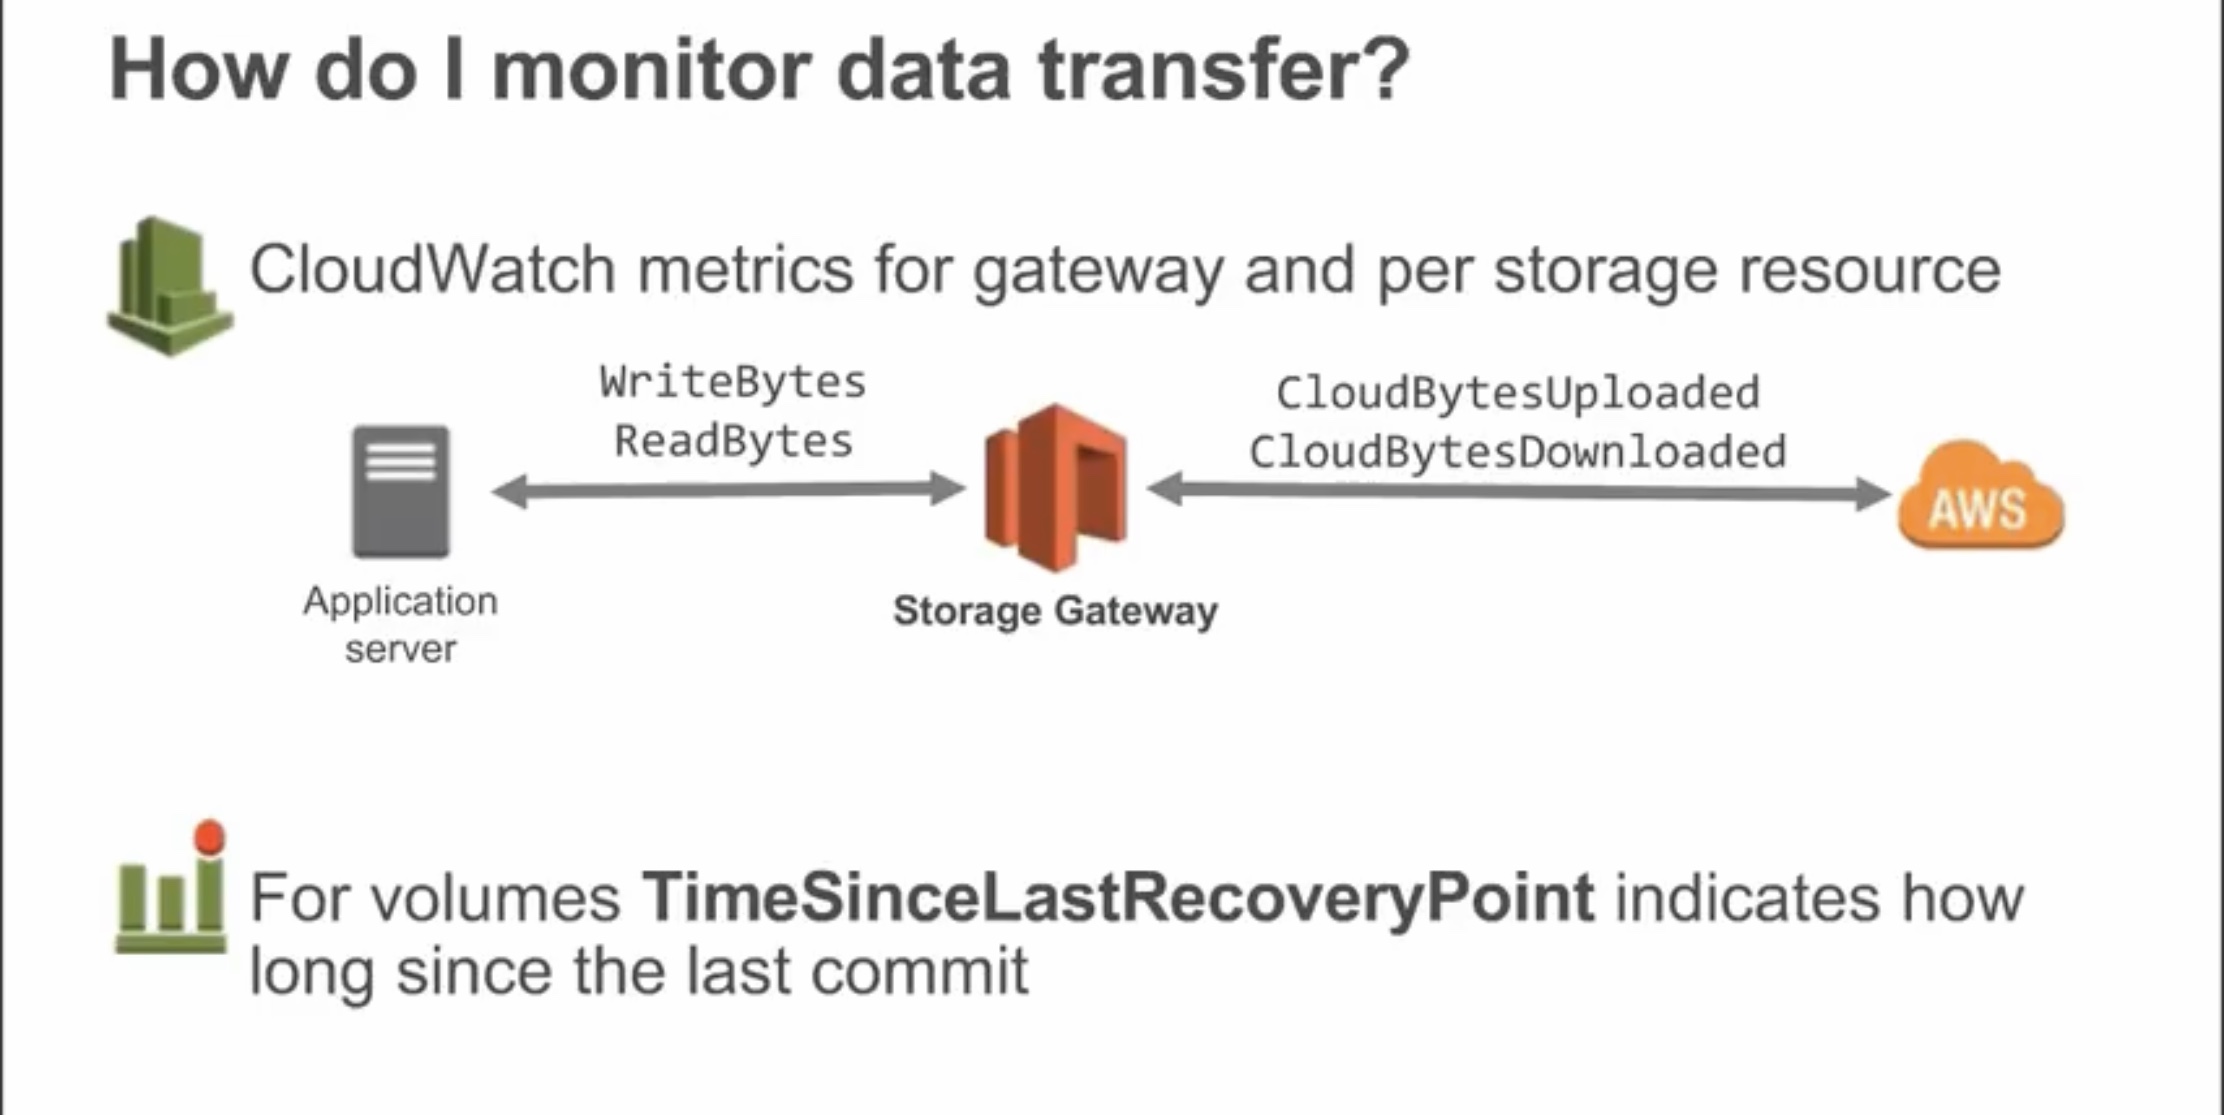 How do I monitor data transfer?
CloudWatch metrics for gateway and per storage resource
WriteBytes
ReadBytes
CloudBytesUploaded
CloudBytesDownloaded
AWS
Application
server
Storage Gateway
For volumes TimeSinceLastRecoveryPoint indicates how
long since the last commit